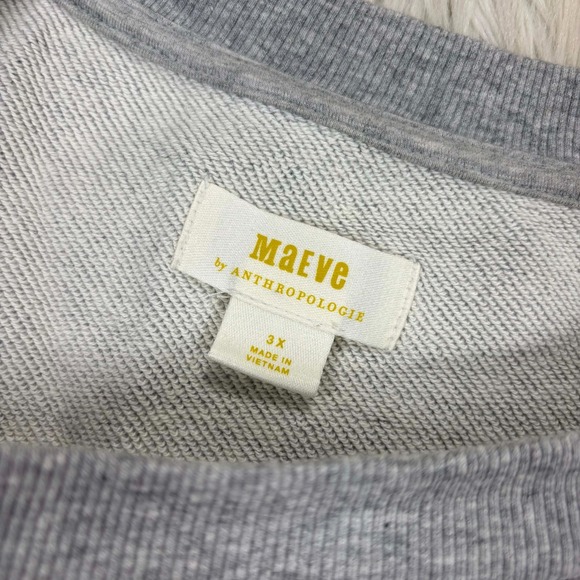 MaEVe
by ANTHROPOLOGIE
3X
MADE IN
VIETNAM